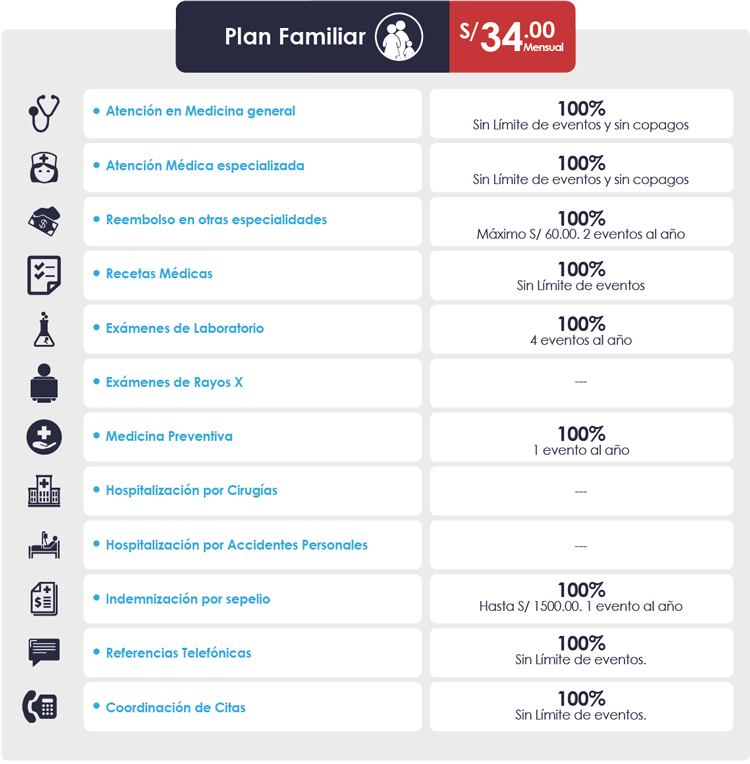 Plan Familiar
S/34.00
Mensual
• Atención en Medicina general
100%
Sin Límite de eventos y sin copagos
• Atención Médica especializada
100%
Sin Límite de eventos y sin copagos
• Reembolso en otras especialidades
100%
Máximo S/ 60.00. 2 eventos al año
• Recetas Médicas
100%
Sin Límite de eventos
• Exámenes de Laboratorio
100%
4 eventos al año
• Exámenes de Rayos X
---
• Medicina Preventiva
100%
1 evento al año
• Hospitalización por Cirugías
---
• Hospitalización por Accidentes Personales
---
• Indemnización por sepelio
100%
Hasta S/ 1500.00. 1 evento al año
• Referencias Telefónicas
100%
Sin Límite de eventos.
• Coordinación de Citas
100%
Sin Límite de eventos.